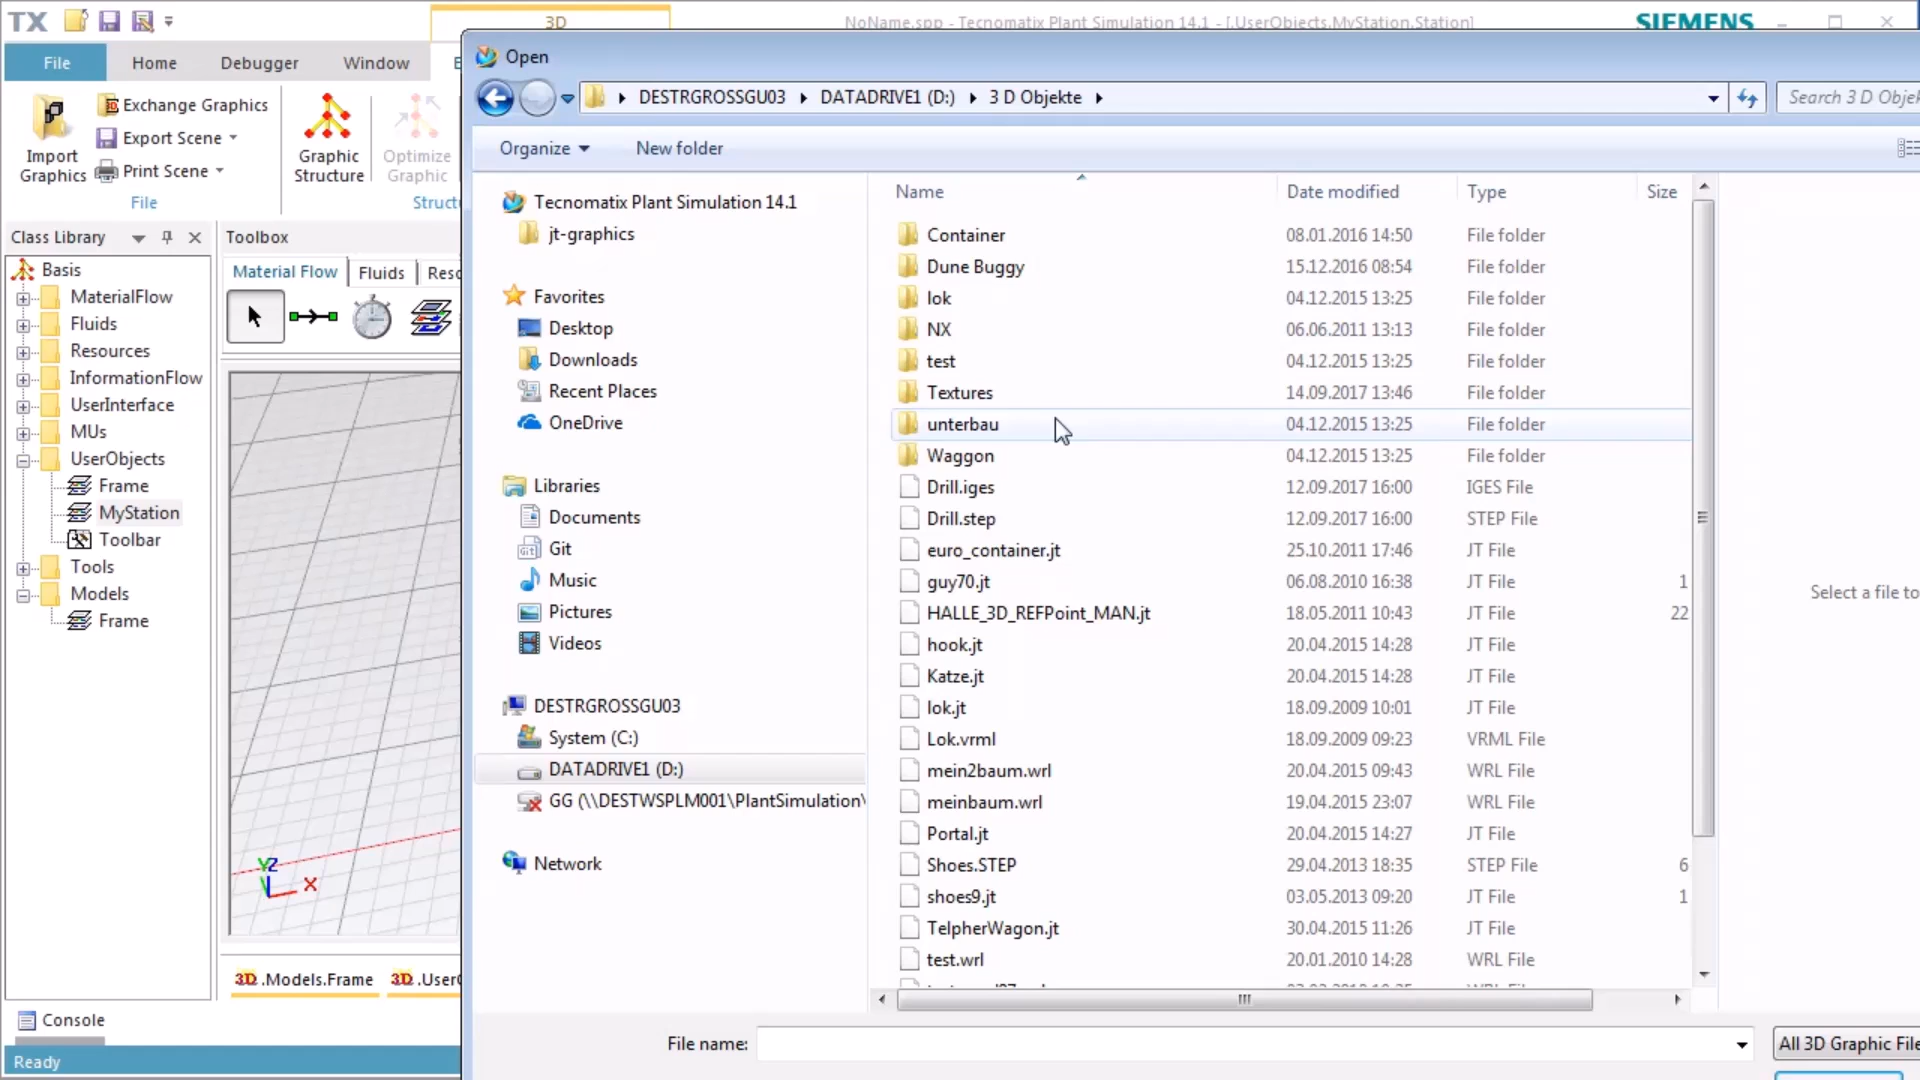 TX
3D
NoName.spp - Tecnomatix Plant Simulation 14.1 - [.UserObjects.MyStation.Station]
SIEMENS
File
Home
Debugger
Window
Import
Graphics
Exchange Graphics
Export Scene
Print Scene
File
Graphic
Structure
Optimize
Graphic
Open
DESTRGROSSGU03
DATADRIVE1 (D:)
3 D Objekte
Search 3 D Objek
Organize
New folder
Class Library
Basis
MaterialFlow
Fluids
Resources
InformationFlow
UserInterface
MUs
UserObjects
Frame
MyStation
Toolbar
Tools
Models
Frame
Toolbox
Material Flow
Fluids
YZ
X
3D .Models.Frame
3D
Console
Ready
Tecnomatix Plant Simulation 14.1
jt-graphics
Favorites
Desktop
Downloads
Recent Places
OneDrive
Libraries
Documents
Git
Music
Pictures
Videos
DESTRGROSSGU03
System (C:)
DATADRIVE1 (D:)
GG (\\DESTWSPLM001\PlantSimulation\
Network
Name Date modified Type Size
Container 08.01.2016 14:50 File folder
Dune Buggy 15.12.2016 08:54 File folder
lok 04.12.2015 13:25 File folder
NX 06.06.2011 13:13 File folder
test 04.12.2015 13:25 File folder
Textures 14.09.2017 13:46 File folder
unterbau 04.12.2015 13:25 File folder
Waggon 04.12.2015 13:25 File folder
Drill.iges 12.09.2017 16:00 IGES File
Drill.step 12.09.2017 16:00 STEP File
euro_container.jt 25.10.2011 17:46 JT File
guy70.jt 06.08.2010 16:38 JT File 1
HALLE_3D_REFPoint_MAN.jt 18.05.2011 10:43 JT File 22
hook.jt 20.04.2015 14:28 JT File
Katze.jt 20.04.2015 14:28 JT File
lok.jt 18.09.2009 10:01 JT File
Lok.vrml 18.09.2009 09:23 VRML File
mein2baum.wrl 20.04.2015 09:43 WRL File
meinbaum.wrl 19.04.2015 23:07 WRL File
Portal.jt 20.04.2015 14:27 JT File
Shoes.STEP 29.04.2013 18:35 STEP File 6
shoes9.jt 03.05.2013 09:20 JT File 1
TelpherWagon.jt 30.04.2015 11:26 JT File
test.wrl 20.01.2010 14:28 WRL File
Select a file to
File name:
All 3D Graphic File